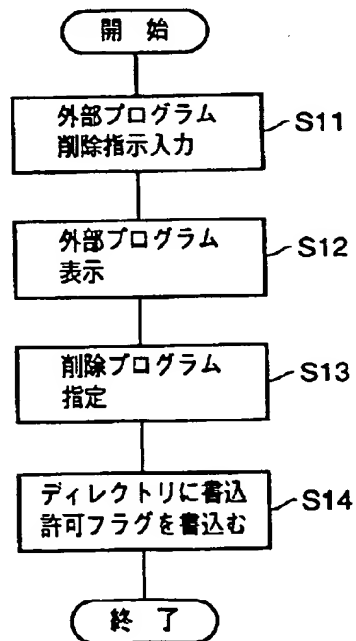 開 始
外部プログラム
削除指示入力
S11
外部プログラム
表示
S12
削除プログラム
指定
S13
ディレクトリに書込
許可フラグを書込む
S14
終 了